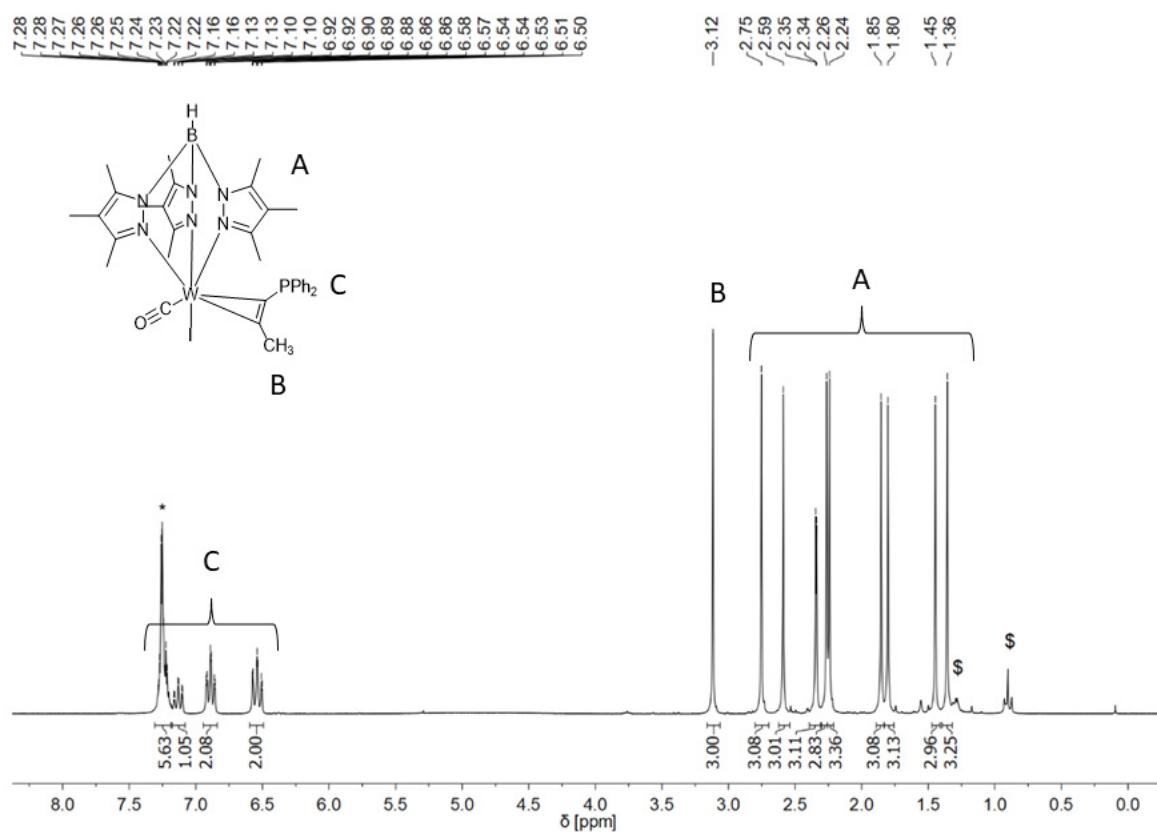 7.28 7.28 7.27 7.26 7.26 7.25 7.24 7.23 7.22 7.22 7.16 7.16 7.13 7.13 7.10 7.10 6.92 6.92 6.90 6.89 6.86 6.86 6.58 6.57 6.54 6.54 6.53 6.51 6.50
3.12 2.75 2.59 2.35 2.34 2.26 2.24 1.85 1.80 1.45 1.36
H
B
A
N N N
N N N
W
PPh2
C
O≡C
I
CH3
B
B
A
*
C
$
$
5.63 1.05 2.08 2.00 3.00 3.08 3.01 3.11 2.83 3.36 3.08 3.13 2.96 3.25
8.0 7.5 7.0 6.5 6.0 5.5 5.0 4.5 4.0 3.5 3.0 2.5 2.0 1.5 1.0 0.5 0.0
δ [ppm]